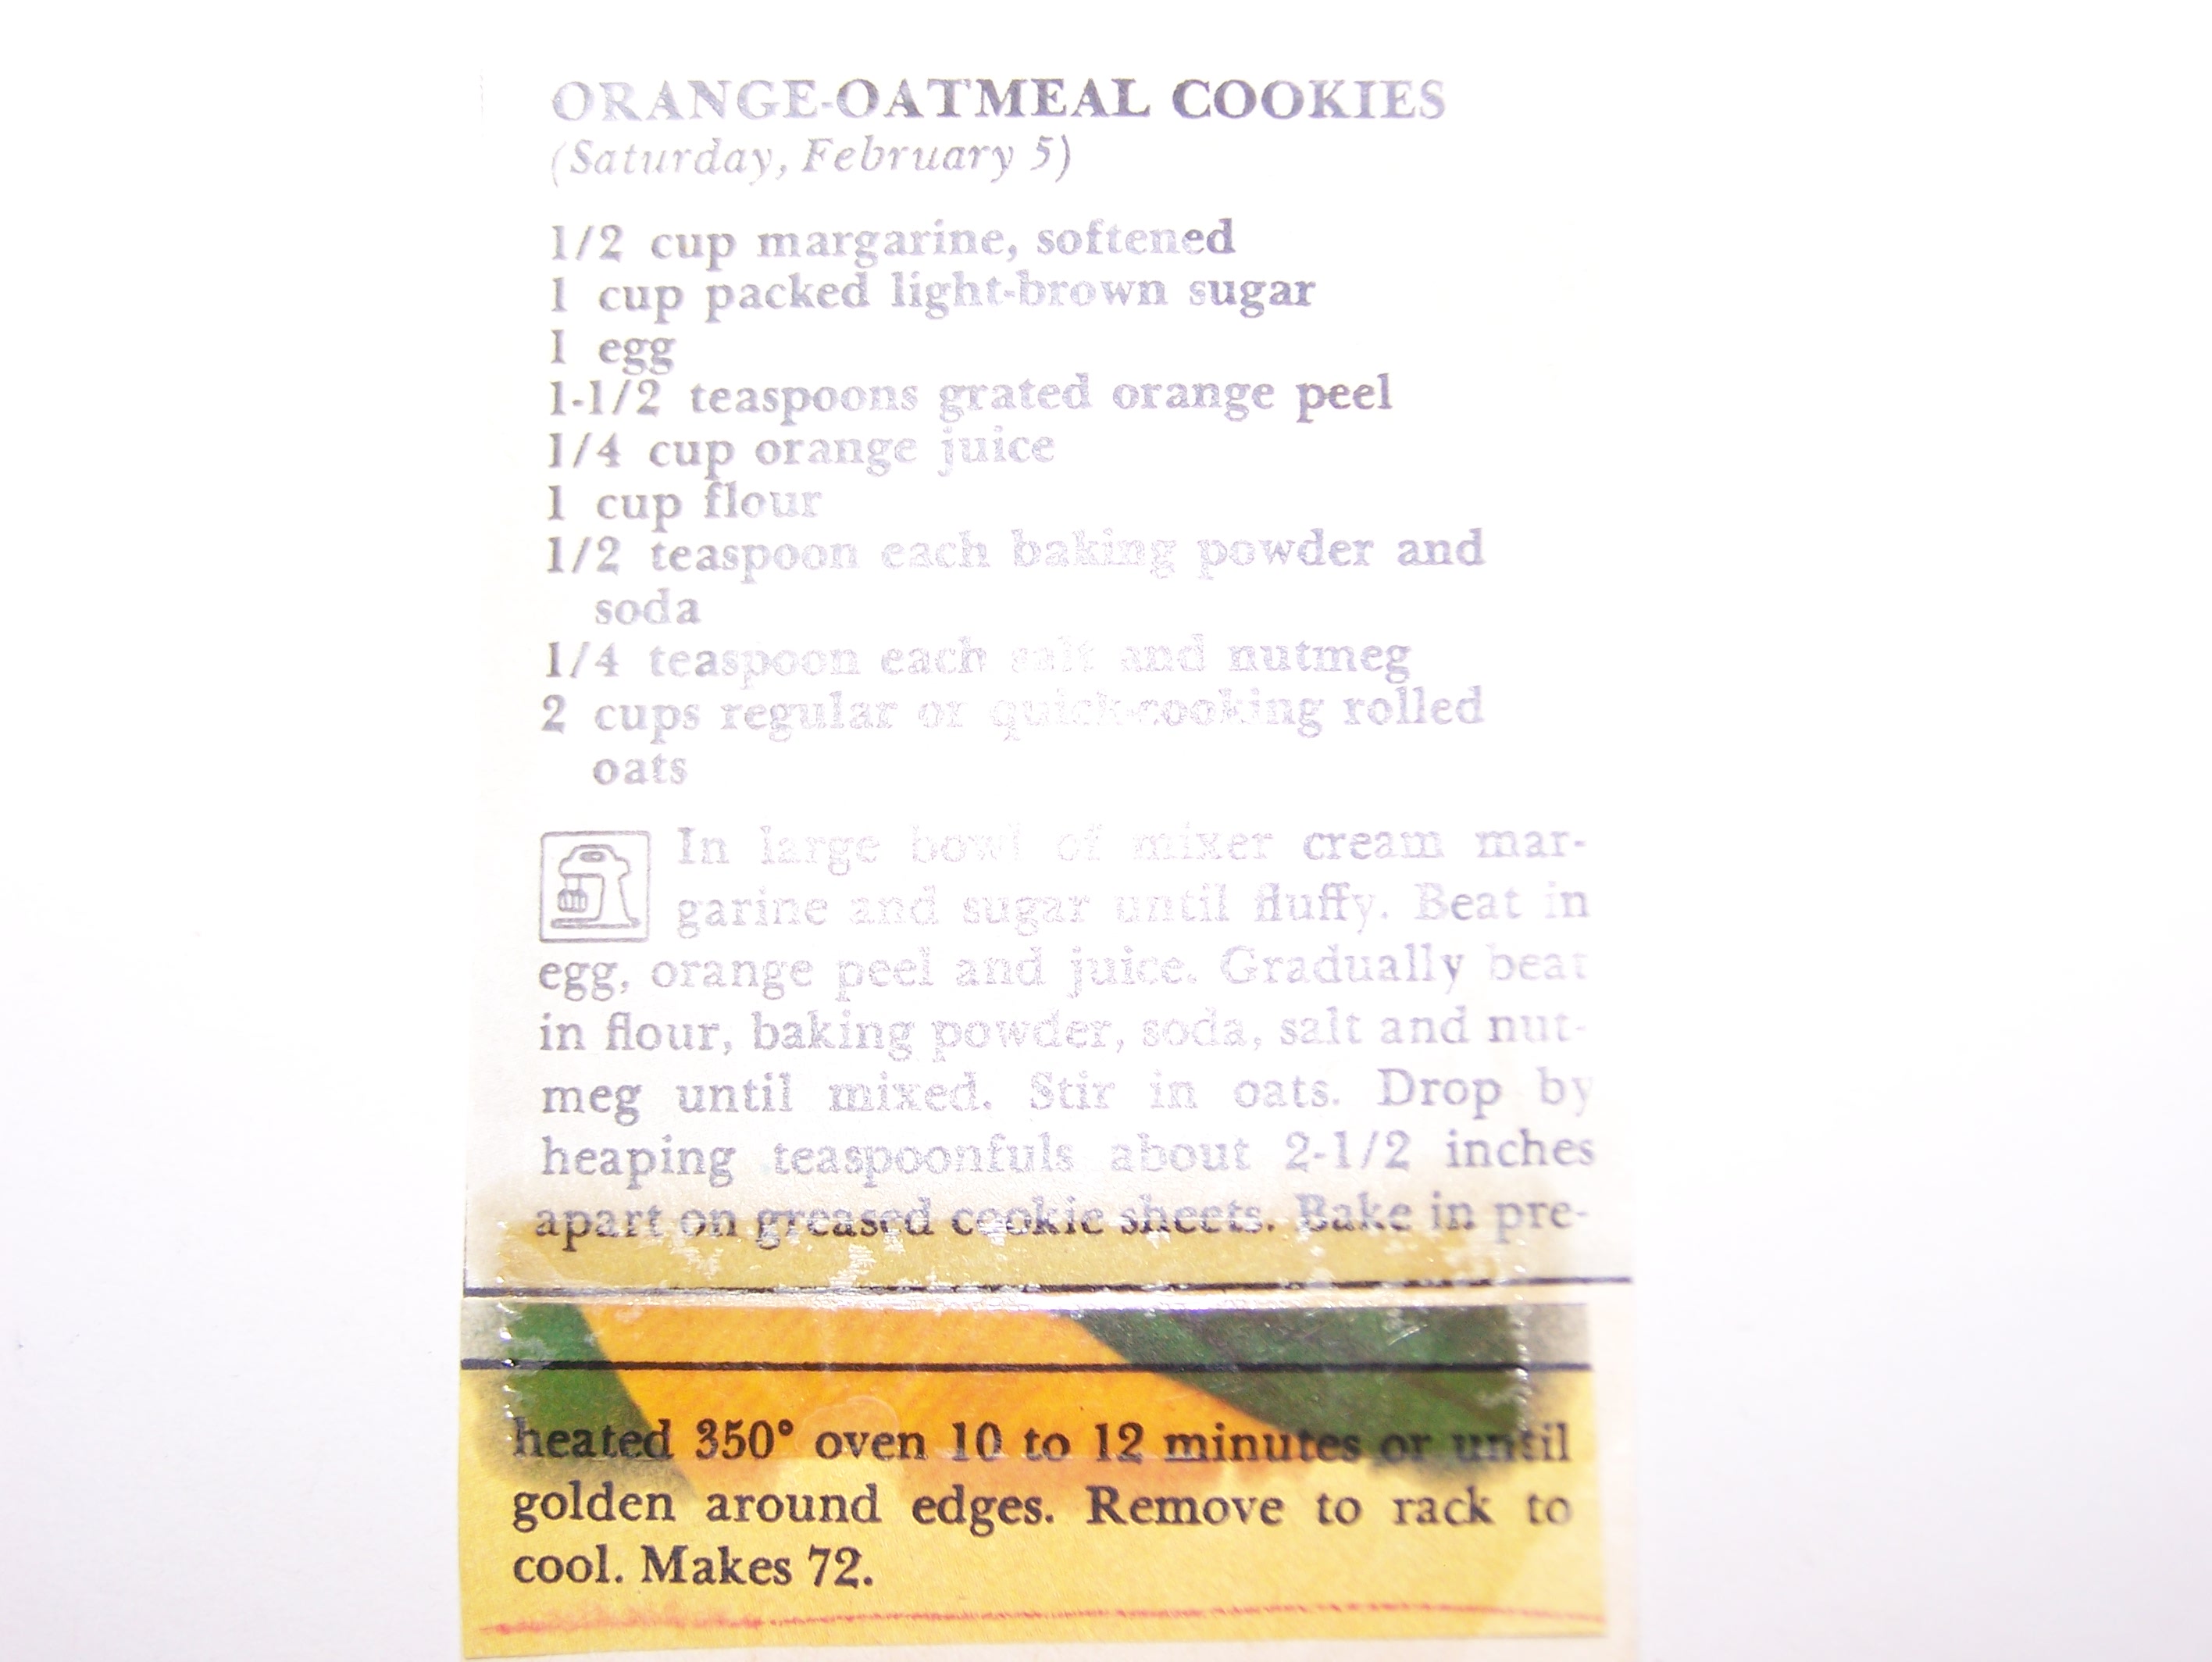 ORANGE-OATMEAL COOKIES
(Saturday, February 5)
1/2 cup margarine, softened
1 cup packed light-brown sugar
1 egg
1-1/2 teaspoons grated orange peel
1/4 cup orange juice
1 cup flour
1/2 teaspoon each baking powder and
soda
1/4 teaspoon each salt and nutmeg
2 cups regular or quick-cooking rolled
oats
In large bowl of mixer cream mar-
garine and sugar until fluffy. Beat in
egg, orange peel and juice. Gradually beat
in flour, baking powder, soda, salt and nut-
meg until mixed. Stir in oats. Drop by
heaping teaspoonfuls about 2-1/2 inches
apart on greased cookie sheets. Bake in pre-
heated 350° oven 10 to 12 minutes or until
golden around edges. Remove to rack to
cool. Makes 72.